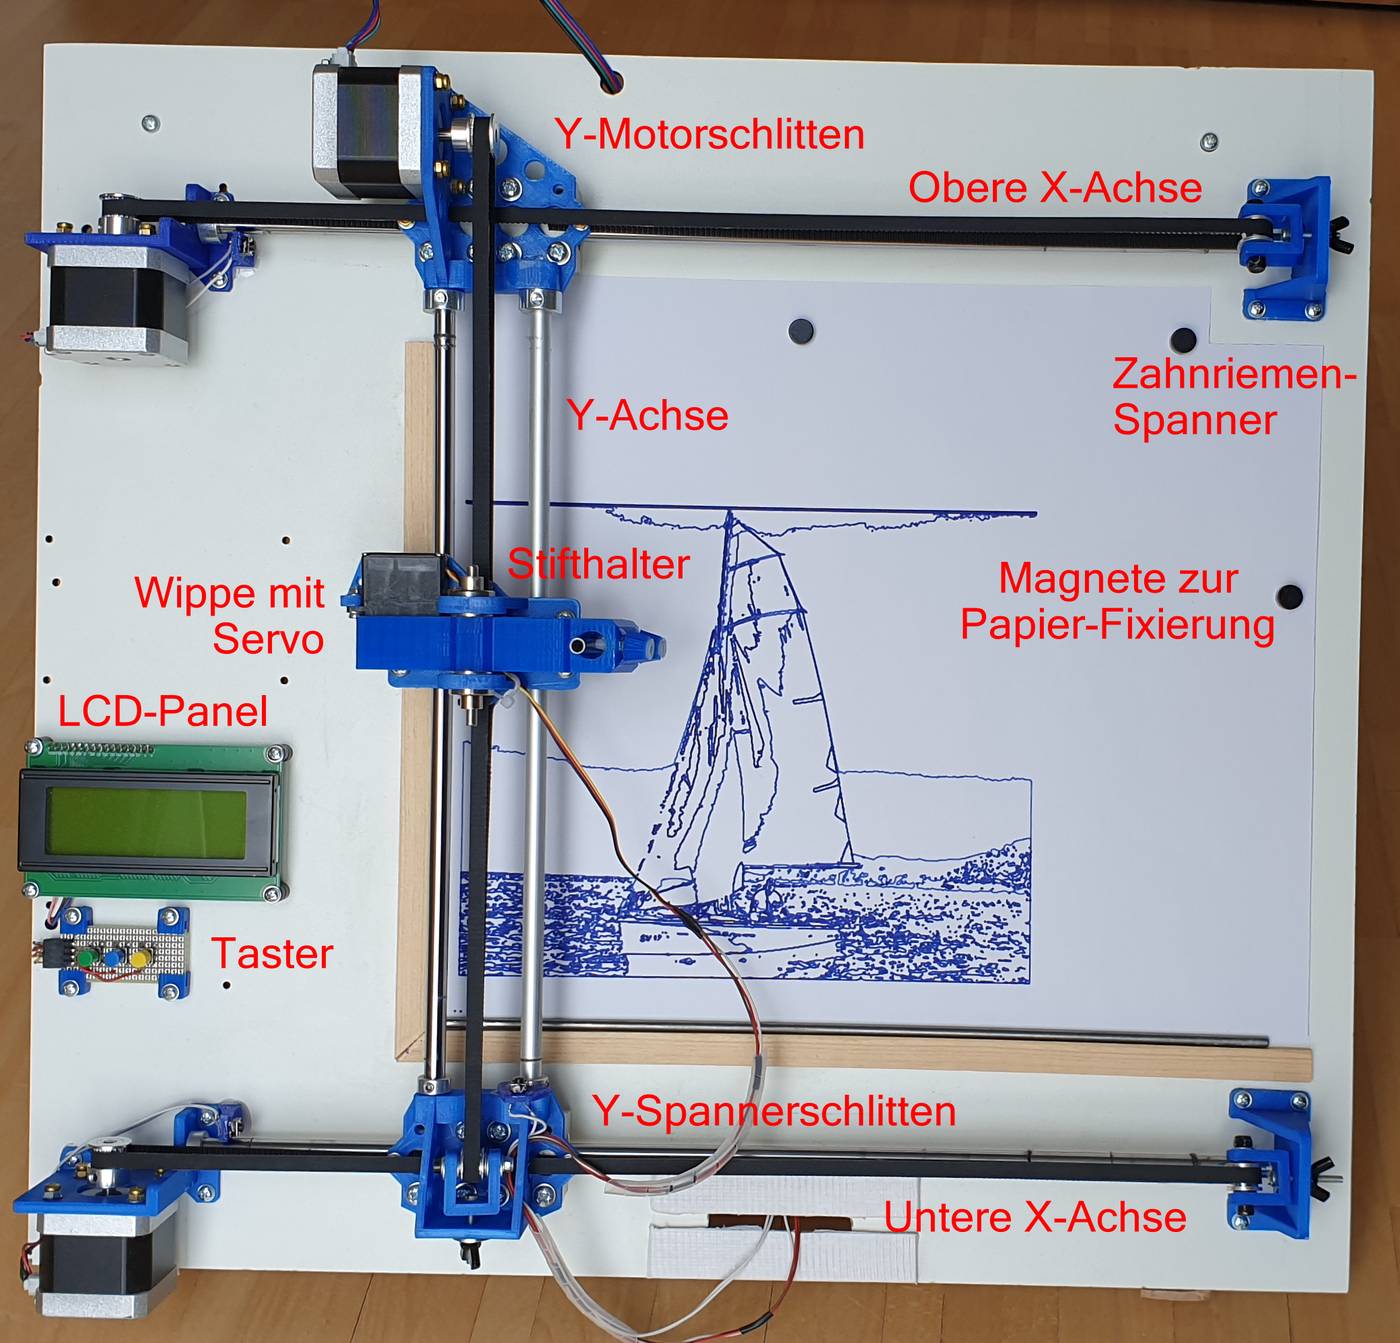 Y-Motorschlitten
Obere X-Achse
Zahnriemen-
Spanner
Y-Achse
Stifthalter
Wippe mit
Servo
Magnete zur
Papier-Fixierung
LCD-Panel
Taster
Y-Spannerschlitten
Untere X-Achse